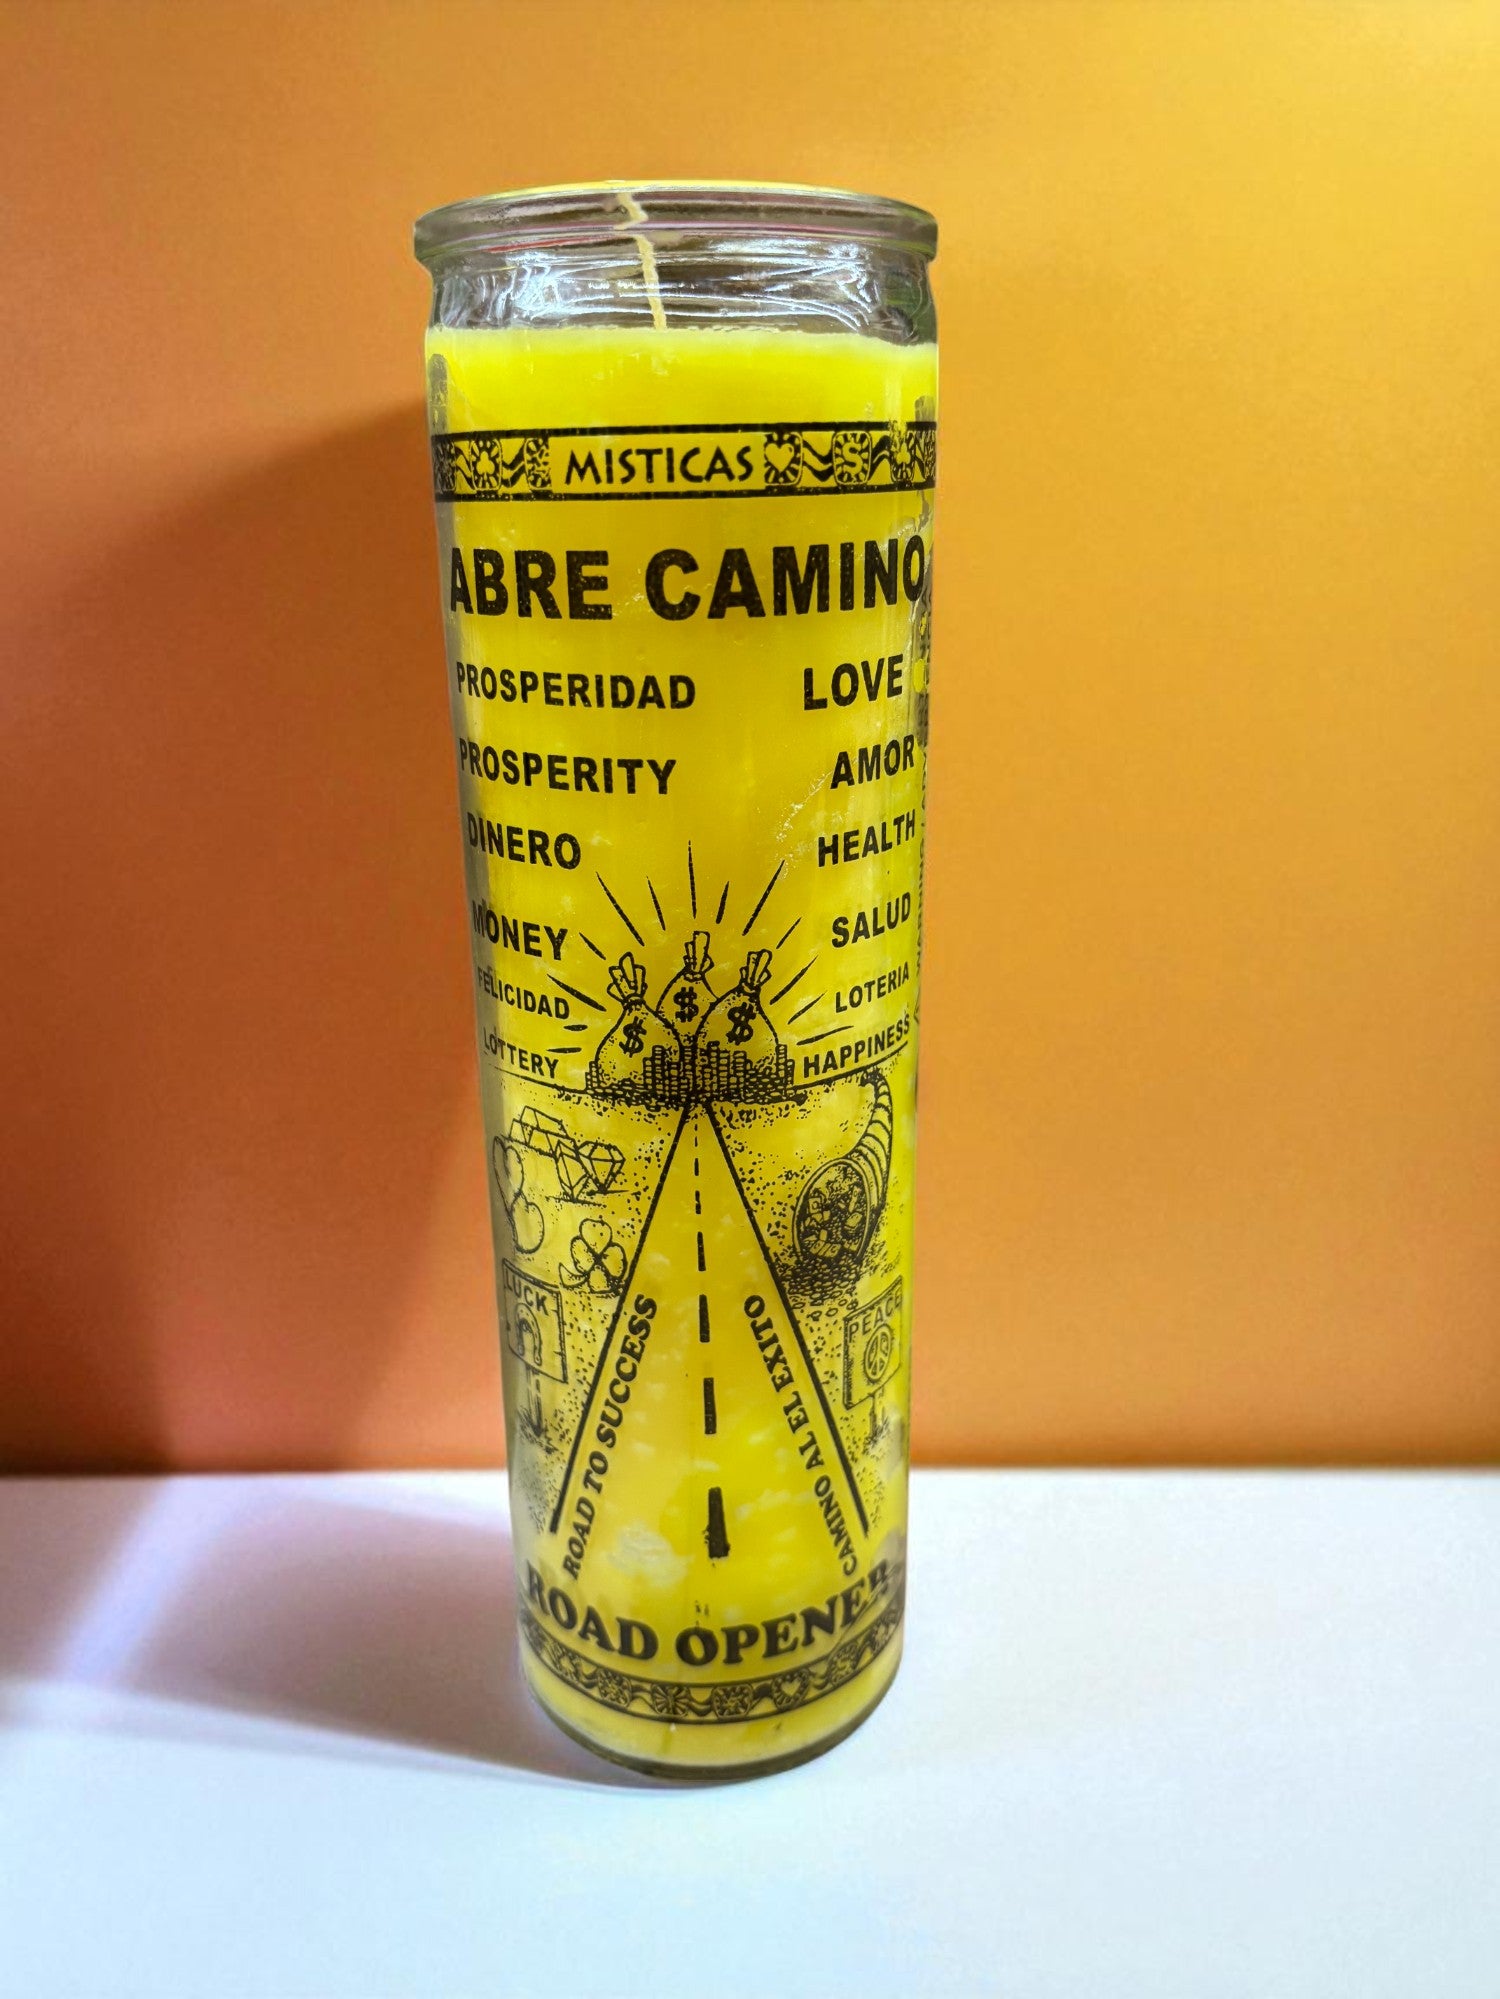 MISTICAS
ABRE CAMINO
PROSPERIDAD
LOVE
PROSPERITY
AMOR
DINERO
HEALTH
MONEY
SALUD
FELICIDAD
LOTERIA
LOTTERY
HAPPINESS
$ $ $
LUCK
PEACE
ROAD TO SUCCESS
CAMINO AL EXITO
ROAD OPENER